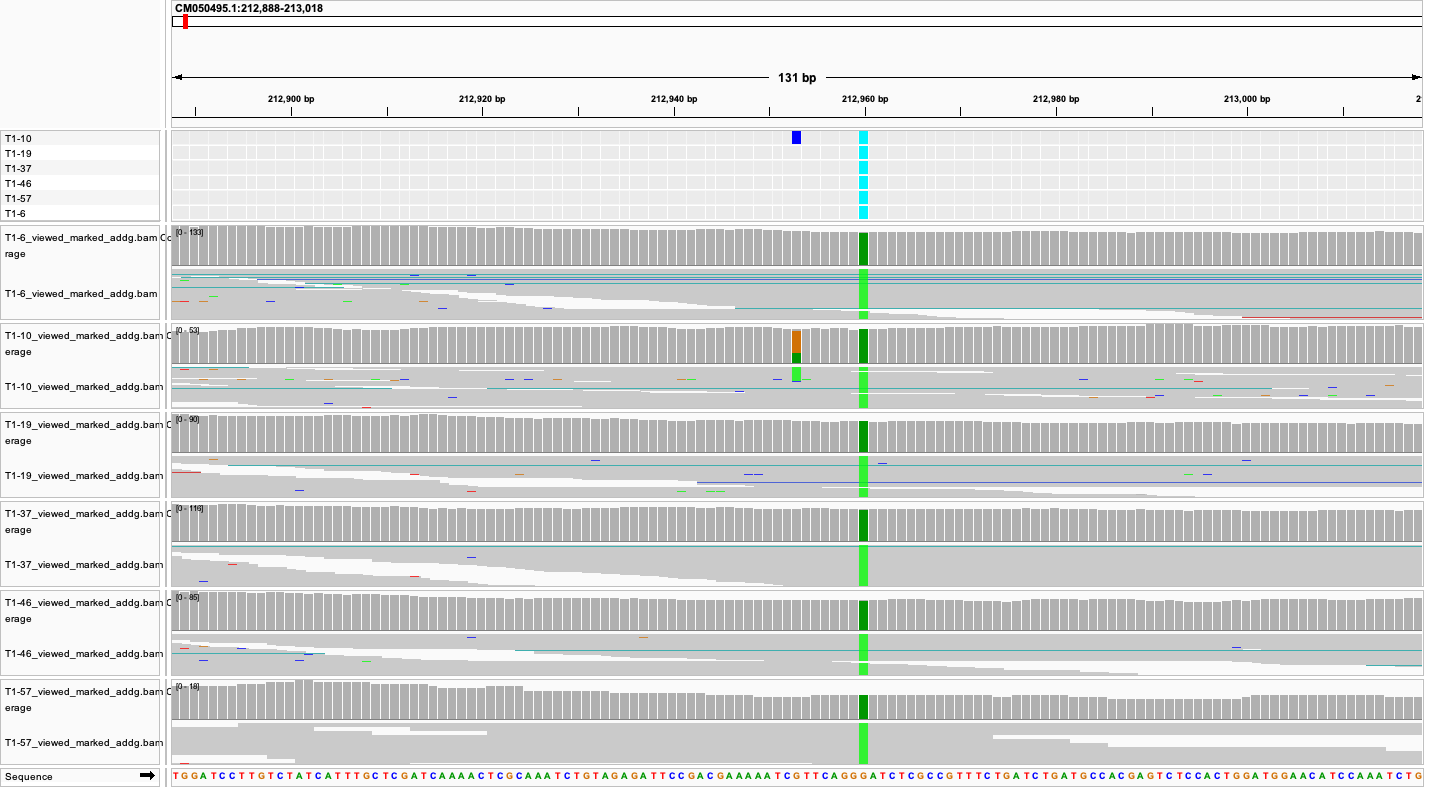 CM050495.1:212,888-213,018
131 bp
212,900 bp 212,920 bp 212,940 bp 212,960 bp 212,980 bp 213,000 bp 2
T1-10
T1-19
T1-37
T1-46
T1-57
T1-6
T1-6_viewed_marked_addg.bam Co [0 - 133]
rage
T1-6_viewed_marked_addg.bam
T1-10_viewed_marked_addg.bam C [0 - 53]
erage
T1-10_viewed_marked_addg.bam
T1-19_viewed_marked_addg.bam C [0 - 90]
erage
T1-19_viewed_marked_addg.bam
T1-37_viewed_marked_addg.bam C [0 - 116]
erage
T1-37_viewed_marked_addg.bam
T1-46_viewed_marked_addg.bam C [0 - 85]
erage
T1-46_viewed_marked_addg.bam
T1-57_viewed_marked_addg.bam C [0 - 18]
erage
T1-57_viewed_marked_addg.bam
Sequence TGGATCCTTGTCTATCATTTGCTCGATCAAAACTCGCAAATCTGTAGAGATTCCGACGAAAAATCGTTCAGGGATCTCGCCGTTTCTGATCTGATGCCACGAGTCTCCACTGGATGGAACATCCAAATCTG